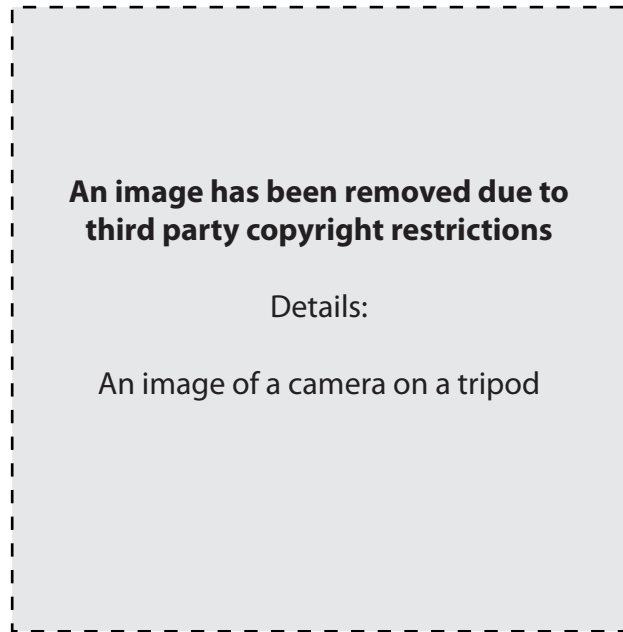 An image has been removed due to
third party copyright restrictions
Details:
An image of a camera on a tripod